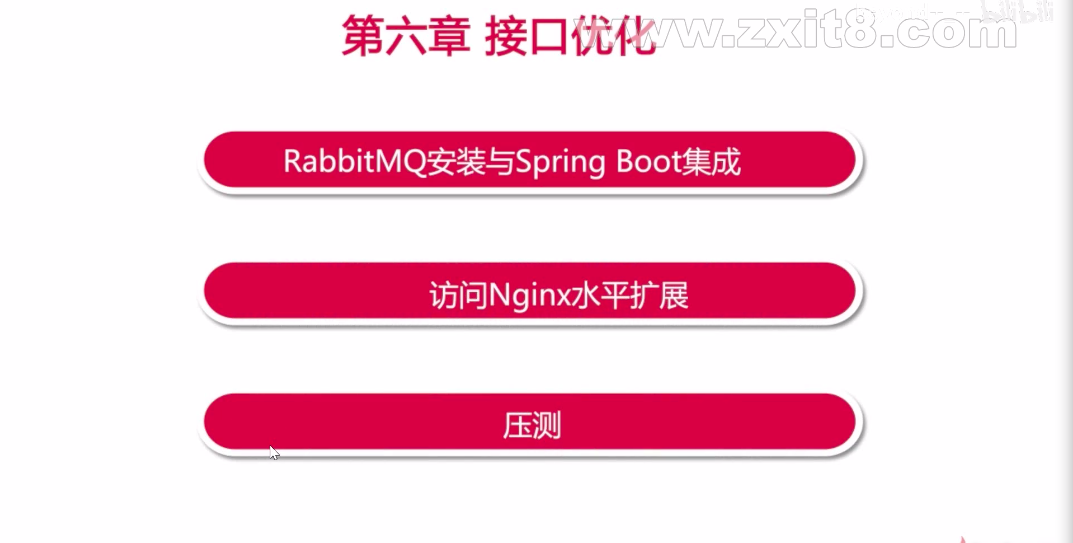 第六章 接口优化
www.zxit8.com
bilibili
RabbitMQ安装与Spring Boot集成
访问Nginx水平扩展
压测